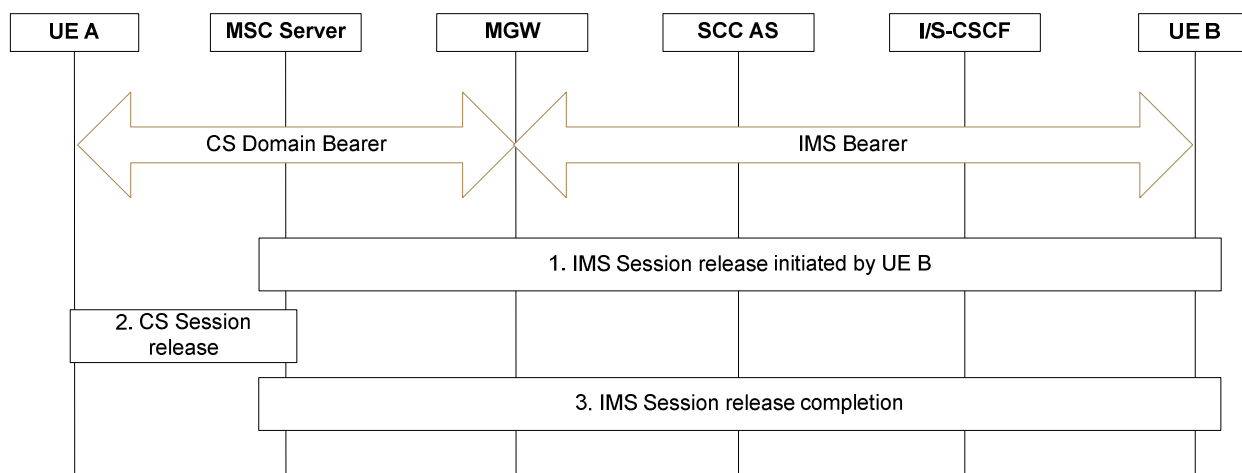 UE A
MSC Server
MGW
SCC AS
I/S-CSCF
UE B
CS Domain Bearer
IMS Bearer
1. IMS Session release initiated by UE B
2. CS Session
release
3. IMS Session release completion